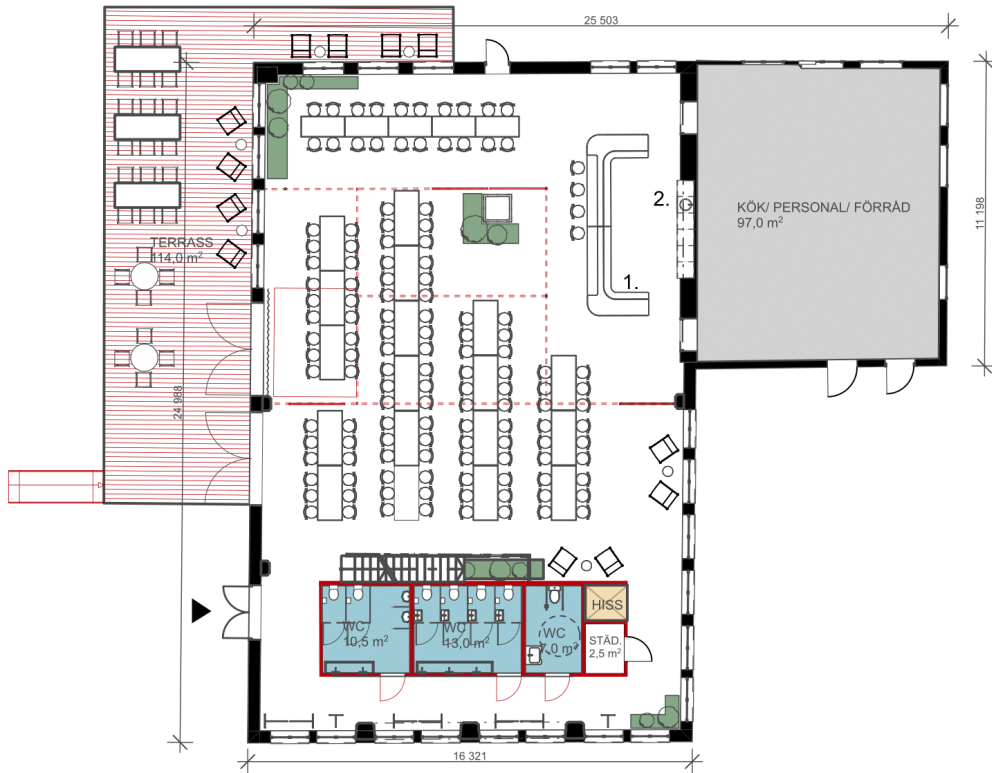 25 503
2.
KÖK/ PERSONAL/ FÖRRÅD
97,0 m²
11 198
TERRASS
114,0 m²
1.
24 988
HISS
WC
10,5 m²
WC
13,0 m²
WC
7,0 m²
STÄD
2,5 m²
16 321